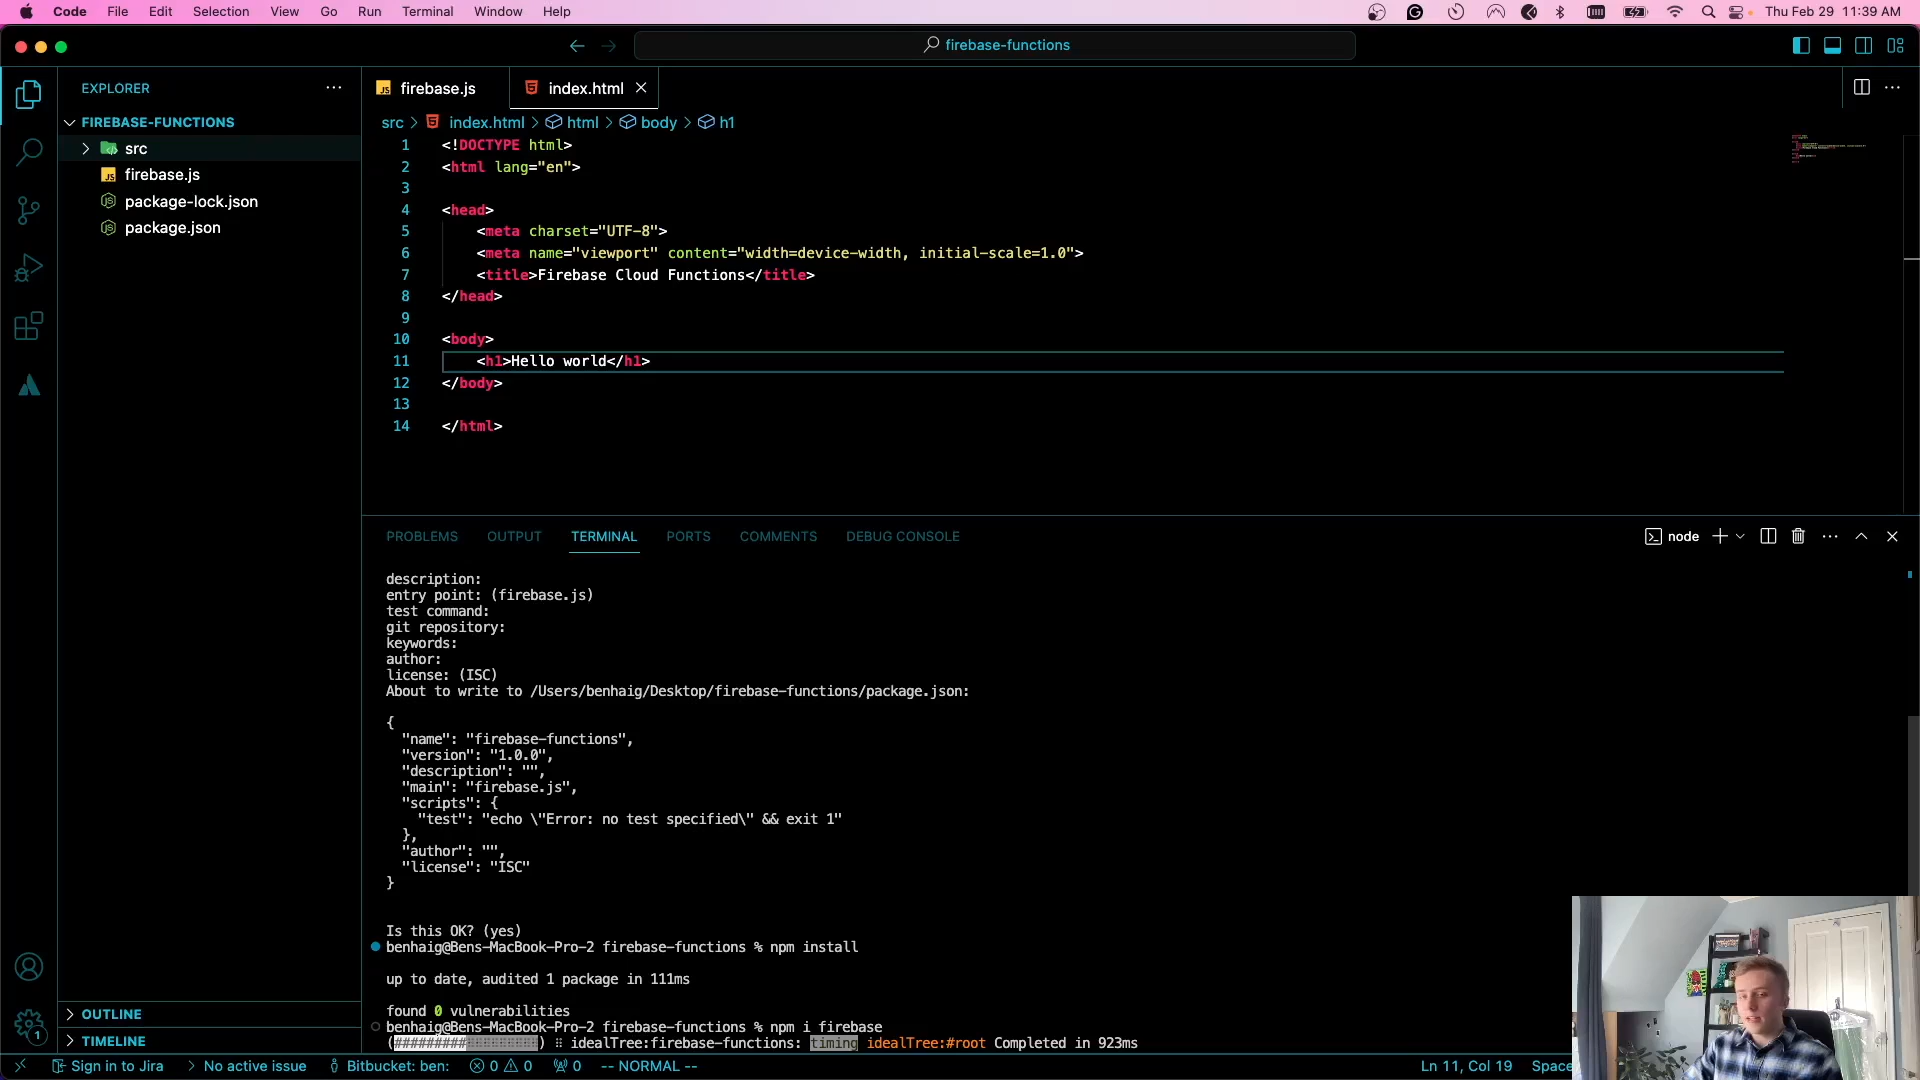 Code File Edit Selection View Go Run Terminal Window Help Thu Feb 29 11:39 AM
firebase-functions
EXPLORER
FIREBASE-FUNCTIONS
src
firebase.js
package-lock.json
package.json
OUTLINE
TIMELINE
firebase.js index.html
src > index.html > html > body > h1
1 <!DOCTYPE html>
2 <html lang="en">
3
4 <head>
5 <meta charset="UTF-8">
6 <meta name="viewport" content="width=device-width, initial-scale=1.0">
7 <title>Firebase Cloud Functions</title>
8 </head>
9
10 <body>
11 <h1>Hello world</h1>
12 </body>
13
14 </html>
PROBLEMS OUTPUT TERMINAL PORTS COMMENTS DEBUG CONSOLE node
description:
entry point: (firebase.js)
test command:
git repository:
keywords:
author:
license: (ISC)
About to write to /Users/benhaig/Desktop/firebase-functions/package.json:
{
"name": "firebase-functions",
"version": "1.0.0",
"description": "",
"main": "firebase.js",
"scripts": {
"test": "echo \"Error: no test specified\" && exit 1"
},
"author": "",
"license": "ISC"
}
Is this OK? (yes)
benhaig@Bens-MacBook-Pro-2 firebase-functions % npm install
up to date, audited 1 package in 111ms
found 0 vulnerabilities
benhaig@Bens-MacBook-Pro-2 firebase-functions % npm i firebase
(##################) ⠸ idealTree:firebase-functions: timing idealTree:#root Completed in 923ms
1
Sign in to Jira No active issue Bitbucket: ben: 0 0 0 -- NORMAL -- Ln 11, Col 19 Space